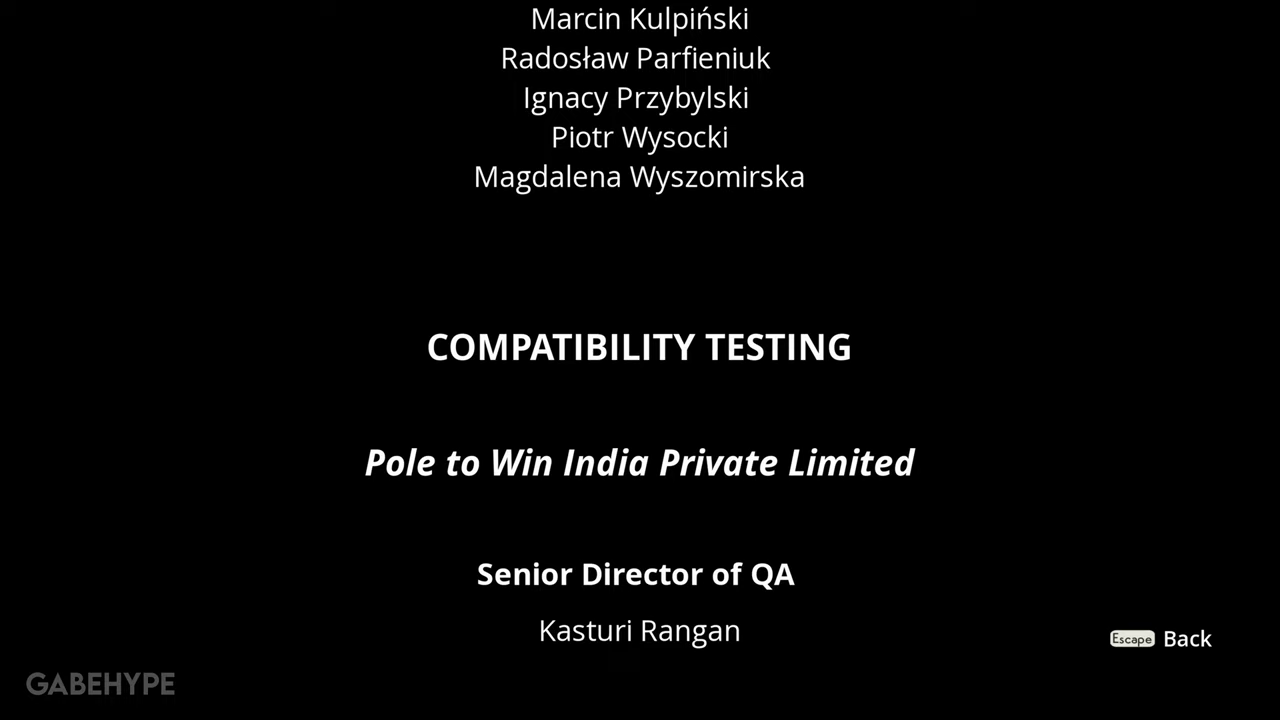 Marcin Kulpiński
Radosław Parfieniuk
Ignacy Przybylski
Piotr Wysocki
Magdalena Wyszomirska
COMPATIBILITY TESTING
Pole to Win India Private Limited
Senior Director of QA
Kasturi Rangan
Escape Back
GABEHYPE